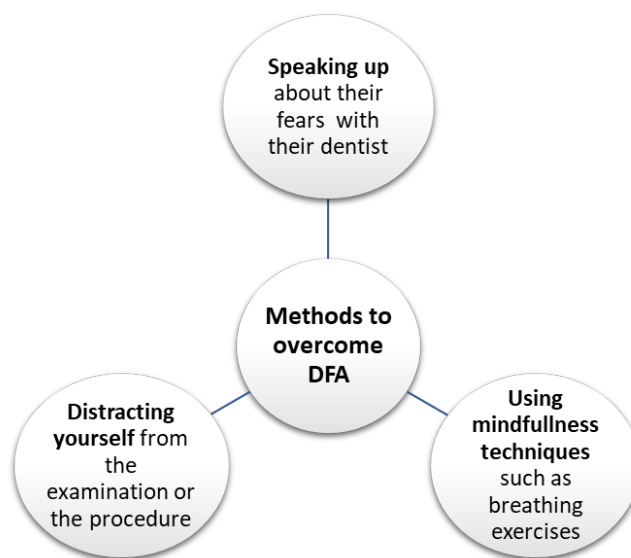 Speaking up
about their
fears with
their dentist
Methods to
overcome
DFA
Distracting
yourself from
the
examination or
the procedure
Using
mindfullness
techniques
such as
breathing
exercises